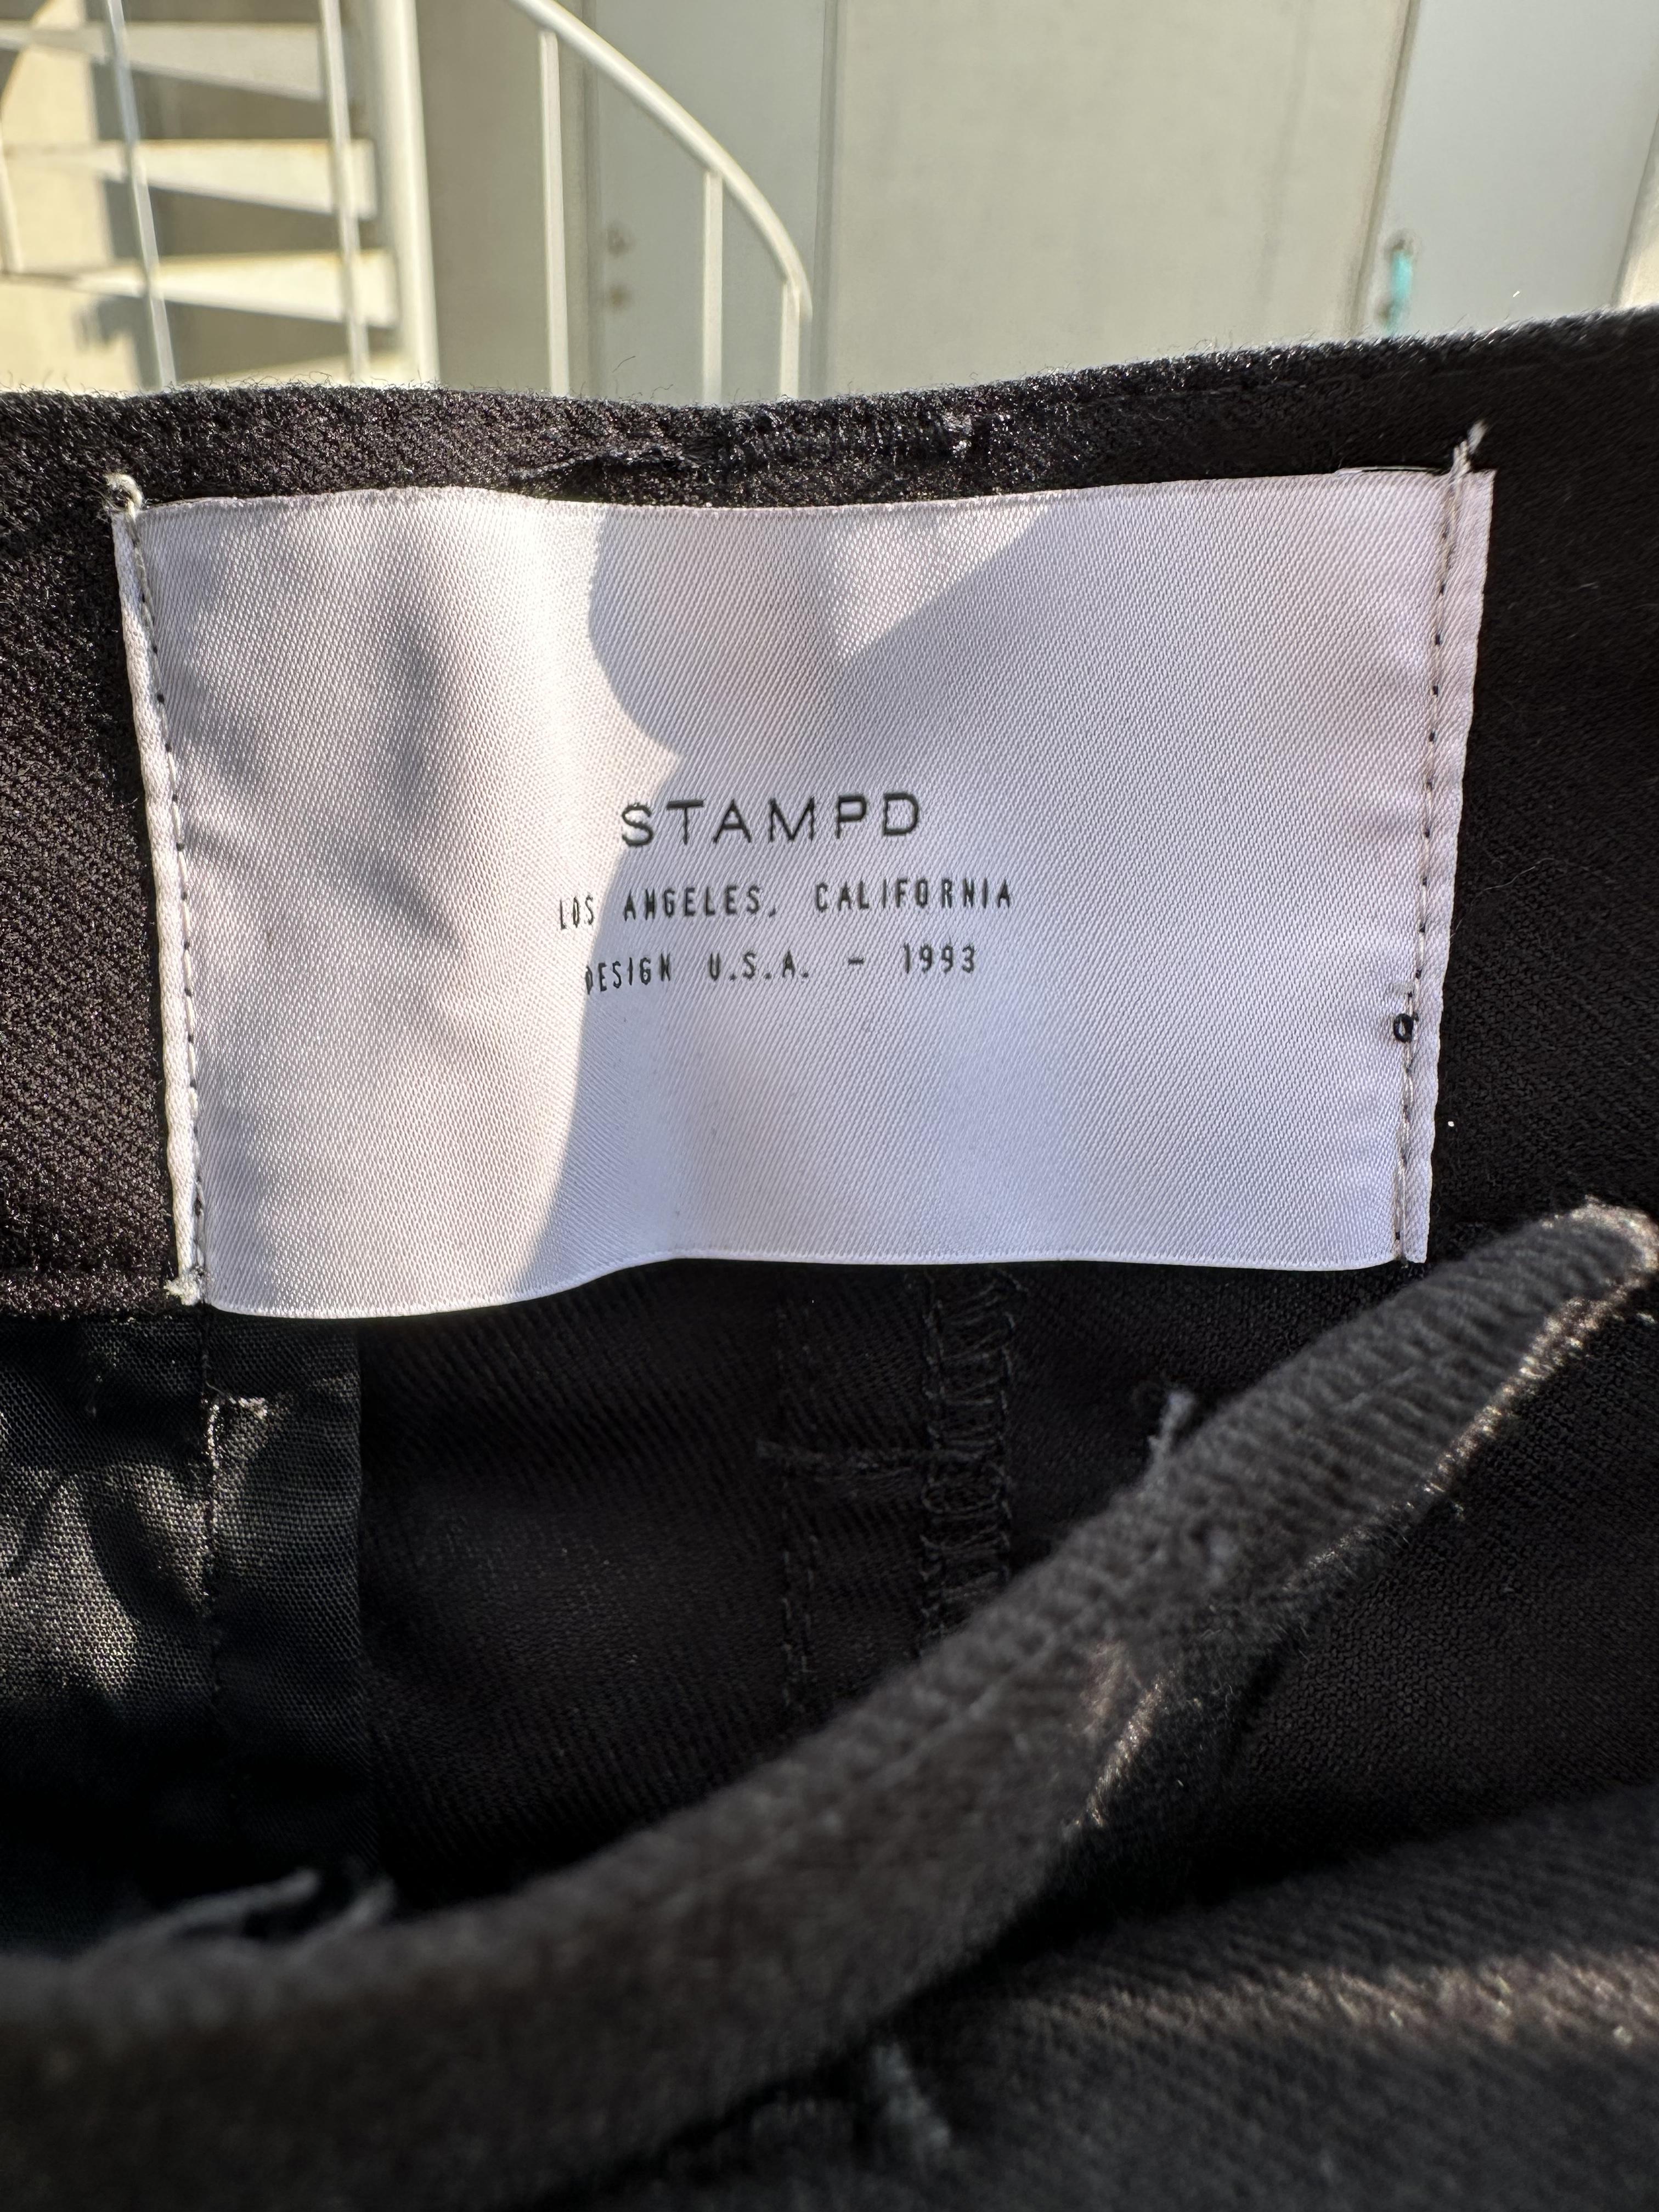 STAMPD
LOS ANGELES, CALIFORNIA
DESIGN U.S.A. - 1993